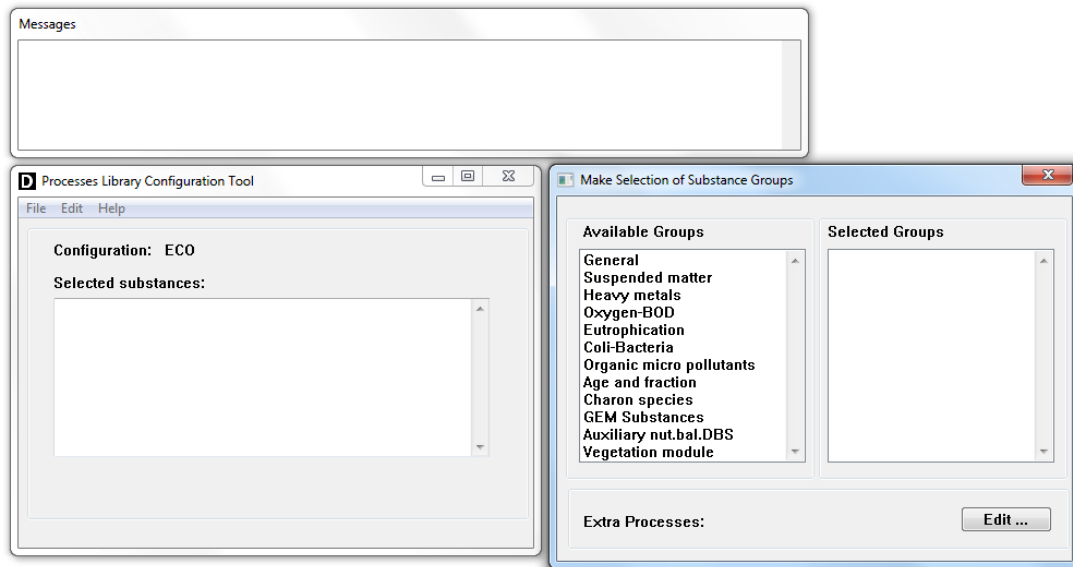 Messages
D Processes Library Configuration Tool
File Edit Help
Configuration: ECO
Selected substances:
Make Selection of Substance Groups
Available Groups
General
Suspended matter
Heavy metals
Oxygen-BOD
Eutrophication
Coli-Bacteria
Organic micro pollutants
Age and fraction
Charon species
GEM Substances
Auxiliary nut.bal.DBS
Vegetation module
Selected Groups
Extra Processes:
Edit ...